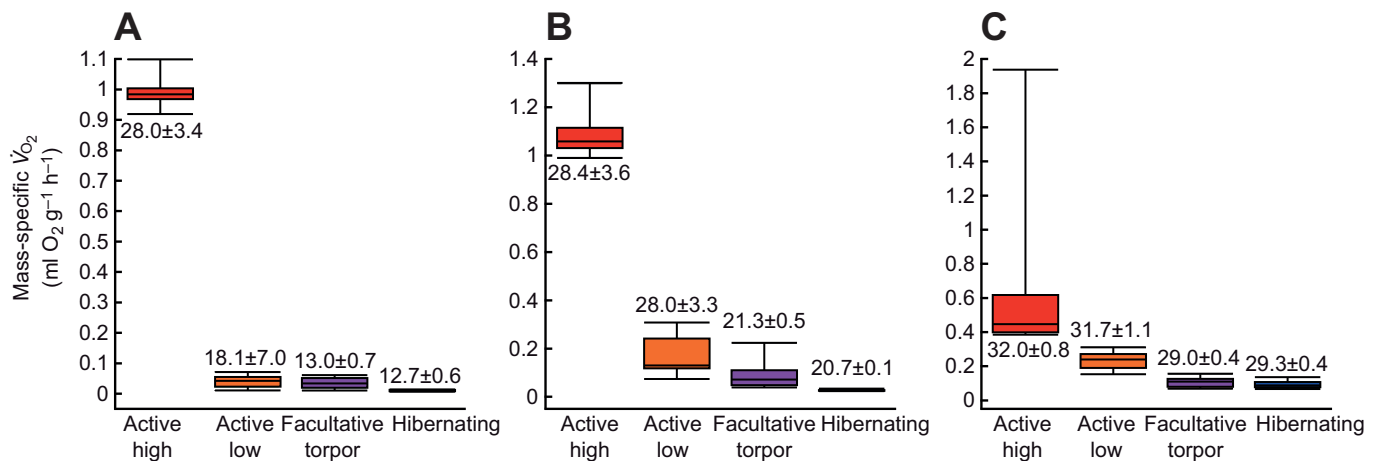 A
B
C
Mass-specific V̇O2
(ml O2 g–1 h–1)
1.1
1
0.9
0.8
0.7
0.6
0.5
0.4
0.3
0.2
0.1
0
28.0±3.4
18.1±7.0
13.0±0.7
12.7±0.6
Active
high
Active
low
Facultative
torpor
Hibernating
1.4
1.2
1
0.8
0.6
0.4
0.2
0
28.4±3.6
28.0±3.3
21.3±0.5
20.7±0.1
Active
high
Active
low
Facultative
torpor
Hibernating
2
1.8
1.6
1.4
1.2
1
0.8
0.6
0.4
0.2
0
32.0±0.8
31.7±1.1
29.0±0.4
29.3±0.4
Active
high
Active
low
Facultative
torpor
Hibernating